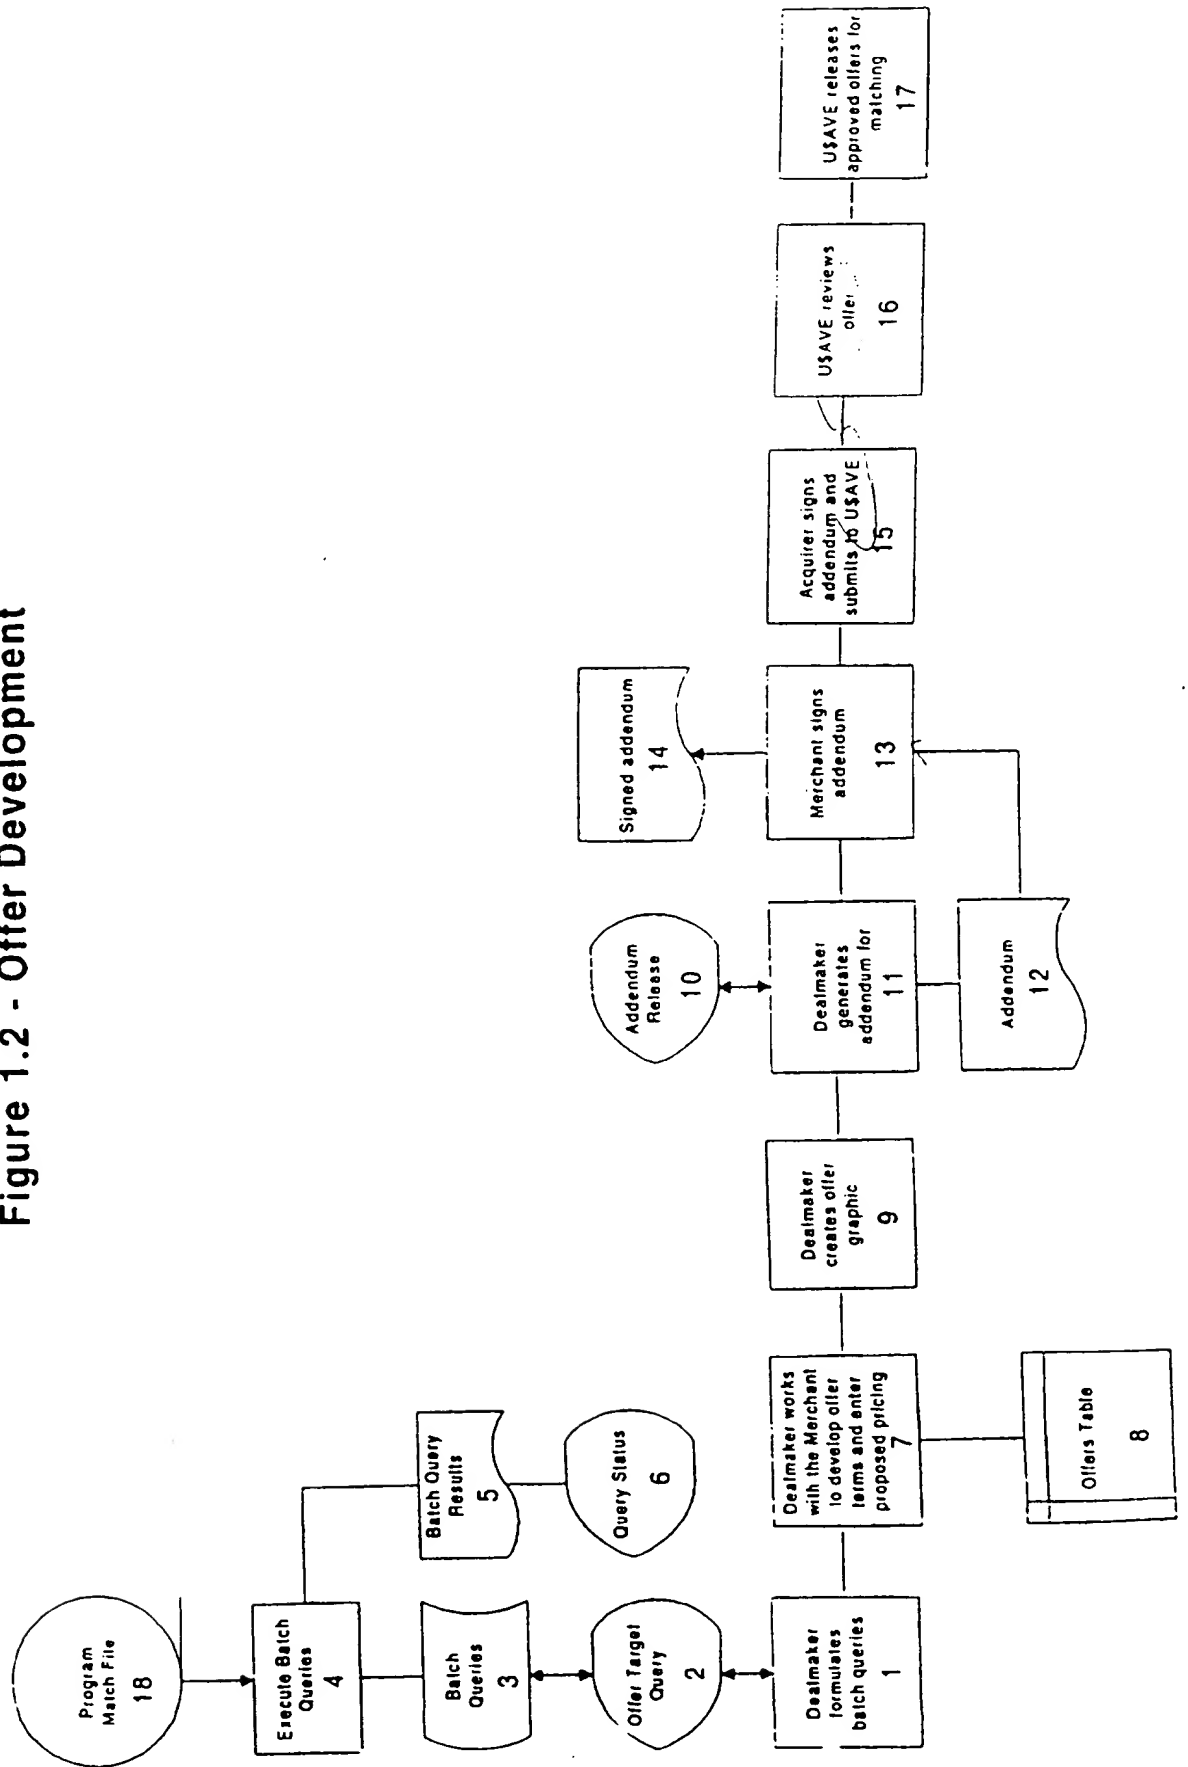 Figure 1.2 - Offer Development
Program
Match File
18
Execute Batch
Queries
4
Batch Query
Results
5
Batch
Queries
3
Query Status
6
Offer Target
Query
2
Dealmaker
formulates
batch queries
1
Dealmaker works
with the Merchant
to develop offer
terms and enter
proposed pricing
7
Offers Table
8
Dealmaker
creates offer
graphic
9
Addendum
Release
10
Dealmaker
generates
addendum for
11
Addendum
12
Signed addendum
14
Merchant signs
addendum
13
Acquirer signs
addendum and
submits to U$AVE
15
U$AVE reviews
offer
16
U$AVE releases
approved offers for
matching
17